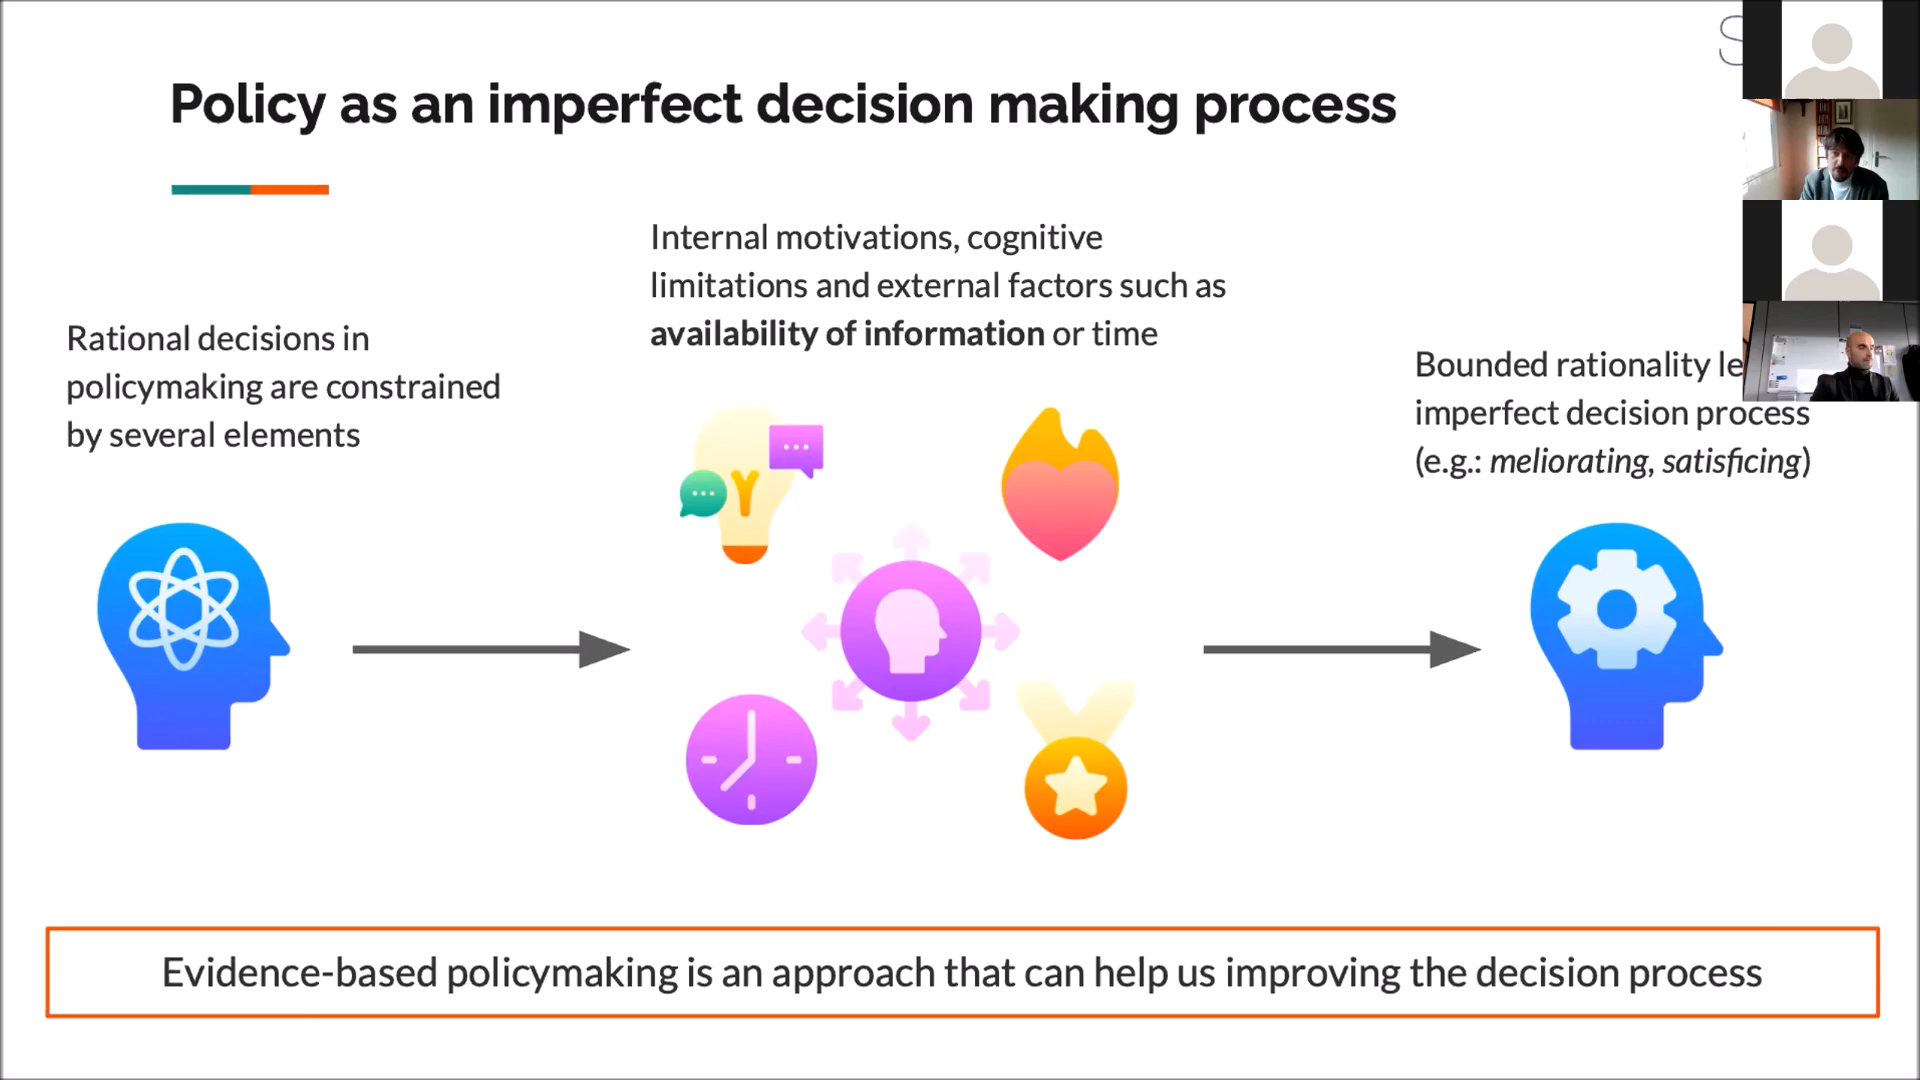 Policy as an imperfect decision making process
Rational decisions in
policymaking are constrained
by several elements
Internal motivations, cognitive
limitations and external factors such as
availability of information or time
Bounded rationality
imperfect decision process
(e.g.: meliorating, satisficing)
Evidence-based policymaking is an approach that can help us improving the decision process